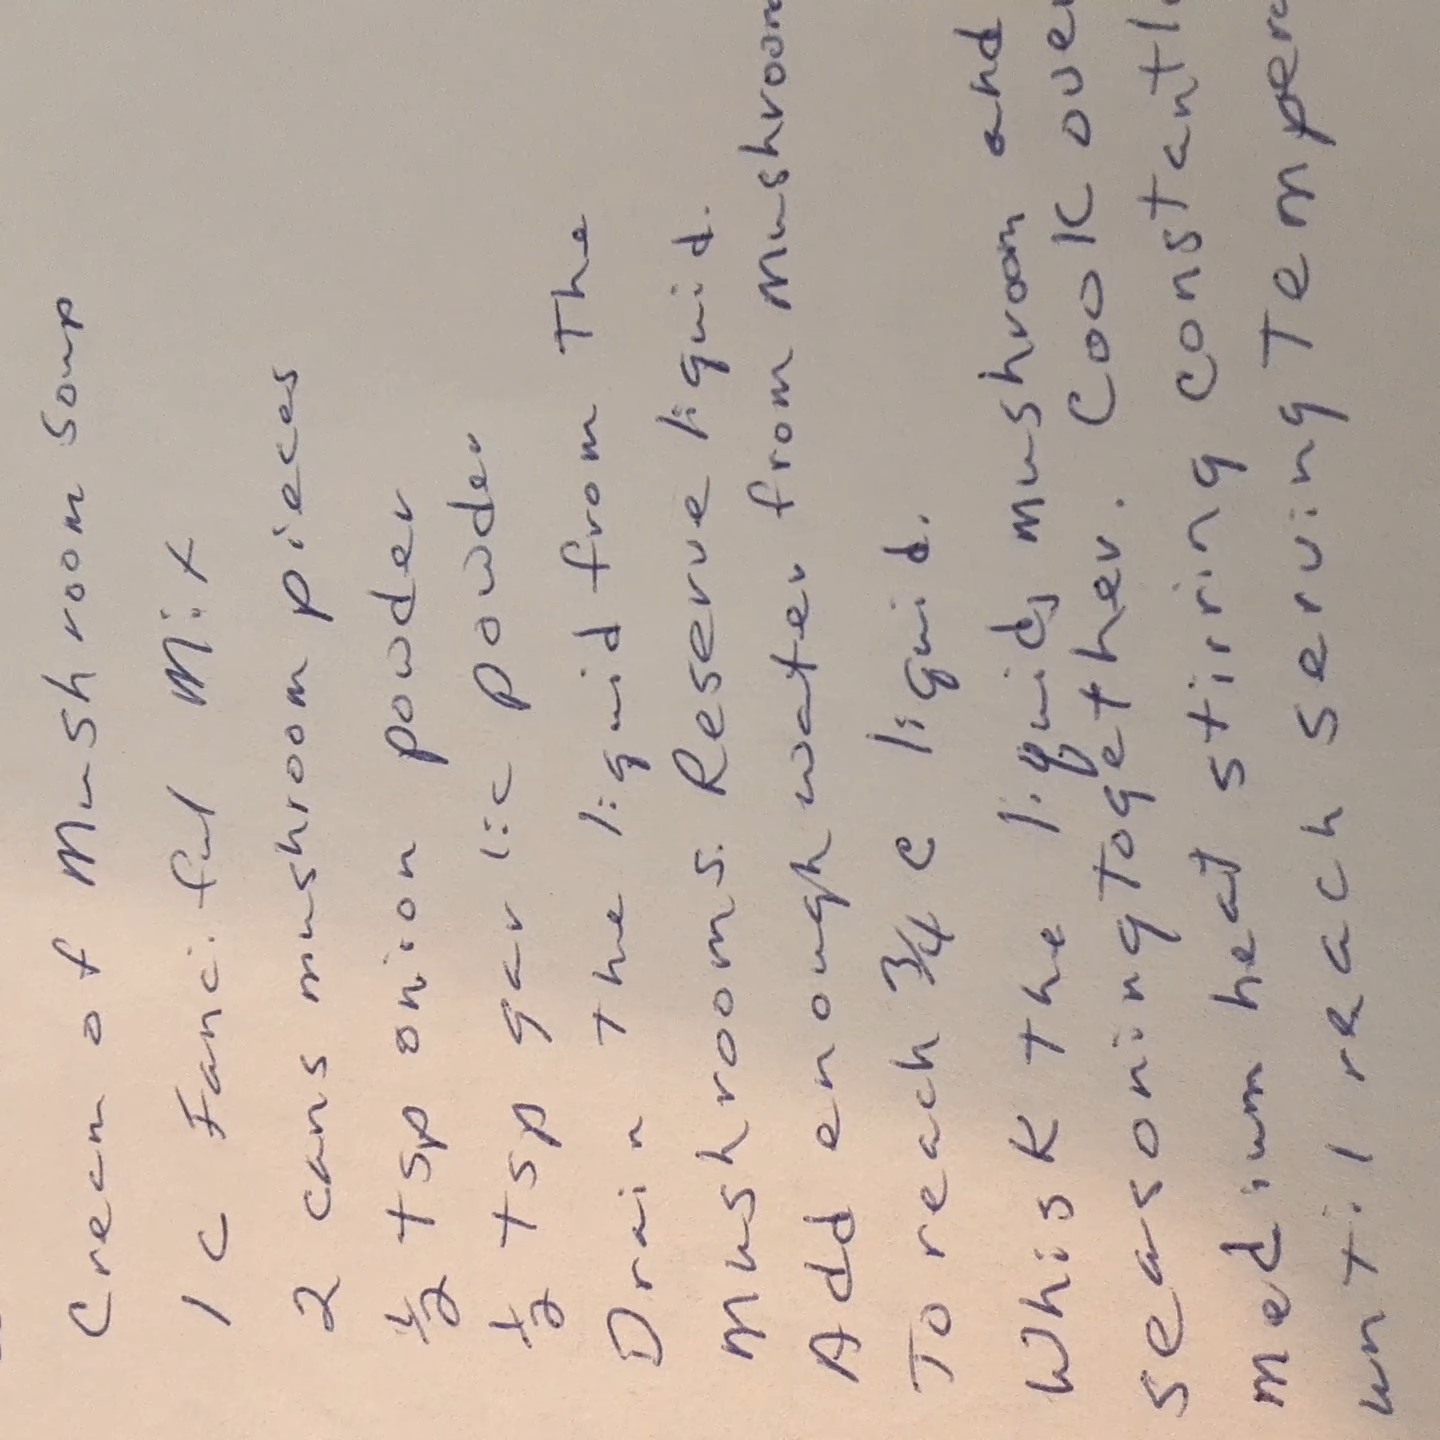 Cream of Mushroom soup
1 c Fanciful Mix
2 cans mushroom pieces
½ tsp onion powder
½ tsp garlic powder
Drain the liquid from the
mushrooms. Reserve liquid.
Add enough water from mushroom
To reach ¾ c liquid.
Whisk the liquid, mushroom and
seasoning together. Cook over
medium heat stirring constantl
until reach serving Temper